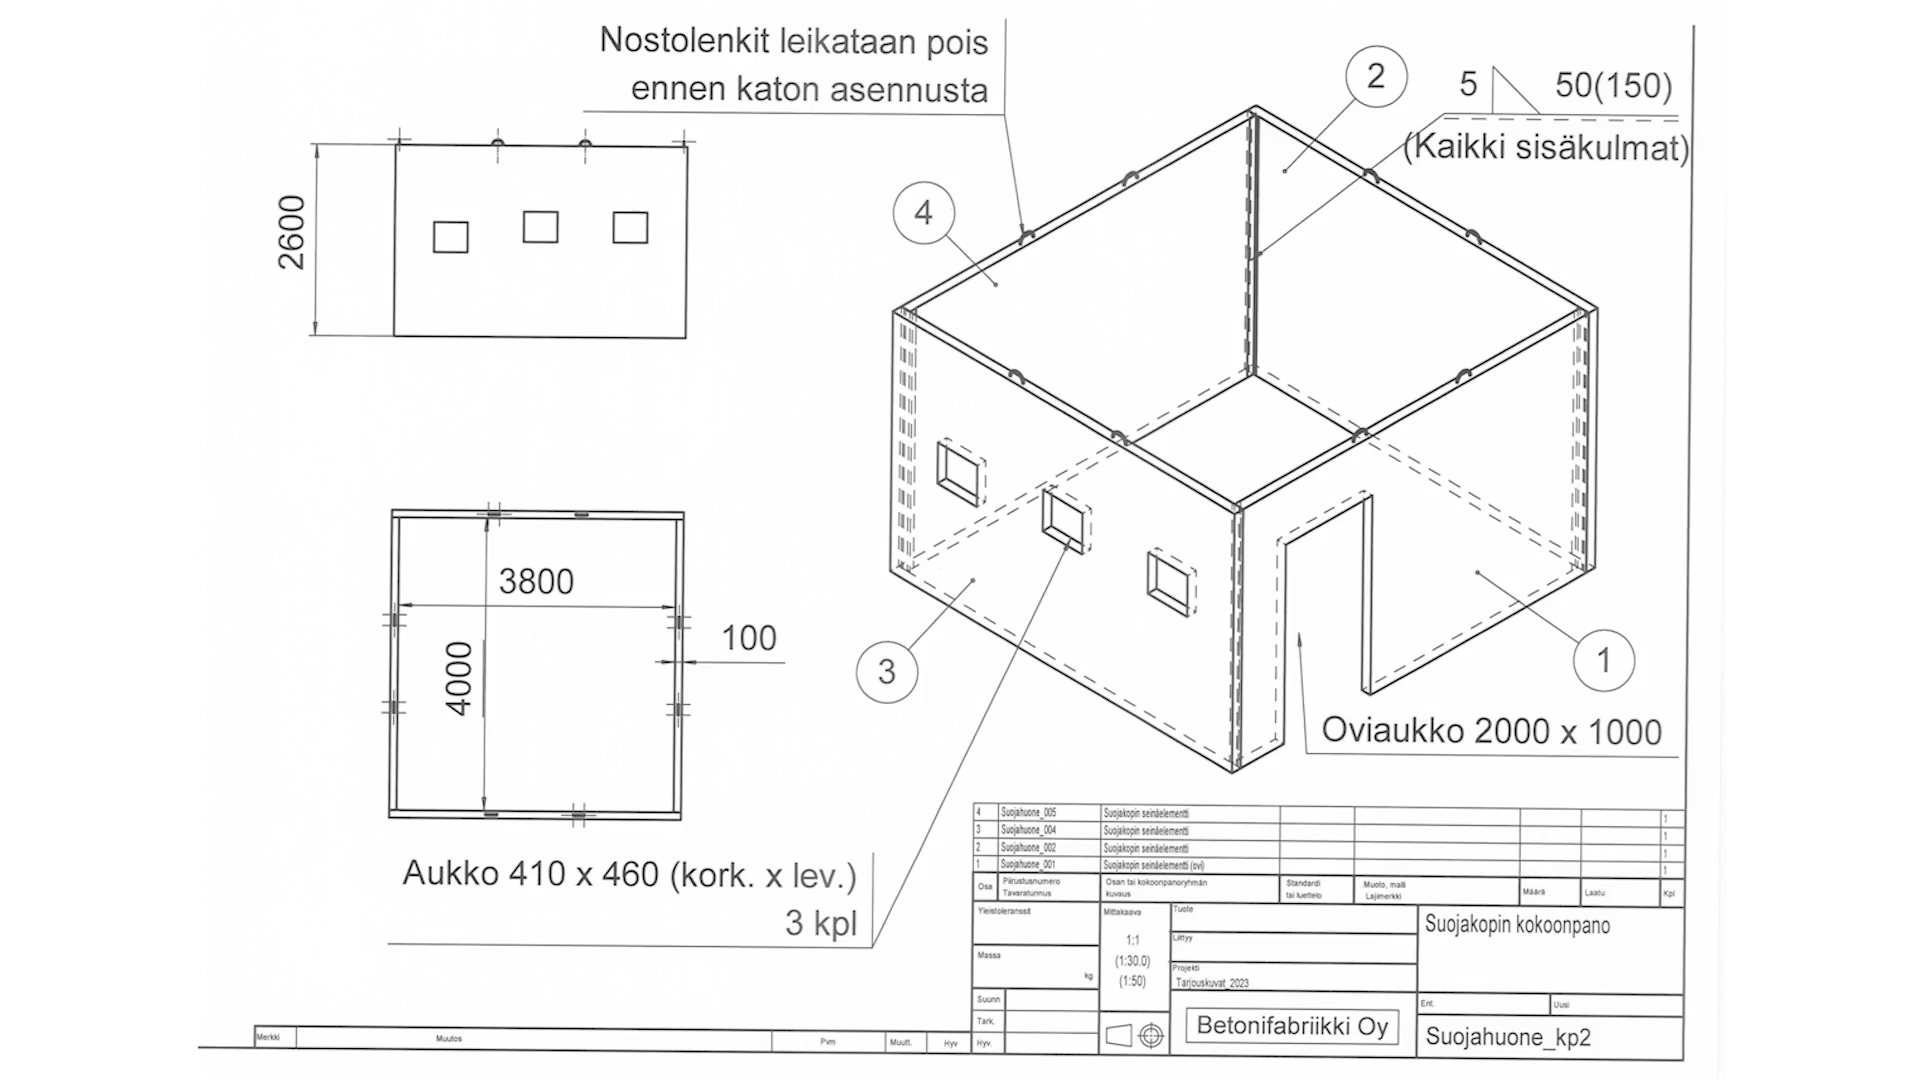 Nostolenkit leikataan pois
ennen katon asennusta
2
5 50(150)
(Kaikki sisäkulmat)
4
2600
3800
100
4000
3
1
Oviaukko 2000 x 1000
Aukko 410 x 460 (kork. x lev.)
3 kpl
4 Suojahuone_005 Suojakopin seinäelementti 1
3 Suojahuone_004 Suojakopin seinäelementti 1
2 Suojahuone_002 Suojakopin seinäelementti 1
1 Suojahuone_001 Suojakopin seinäelementti (ovi) 1
Osa Piirustusnumero Tavaratunnus Osan tai kokoonpanoryhmän kuvaus Standardi tai luettelo Muoto, malli Lajimerkki Määrä Laatu Kpl
Yleistoleranssit
Massa
kg
Suunn
Tark.
Hyv.
Mittakaava
1:1
(1:30.0)
(1:50)
Tuote
Liittyy
Projekti
Tarjouskuvat_2023
Betonifabriikki Oy
Suojakopin kokoonpano
Ent. Uusi
Suojahuone_kp2
Merkki Muutos Pvm Muutt. Hyv